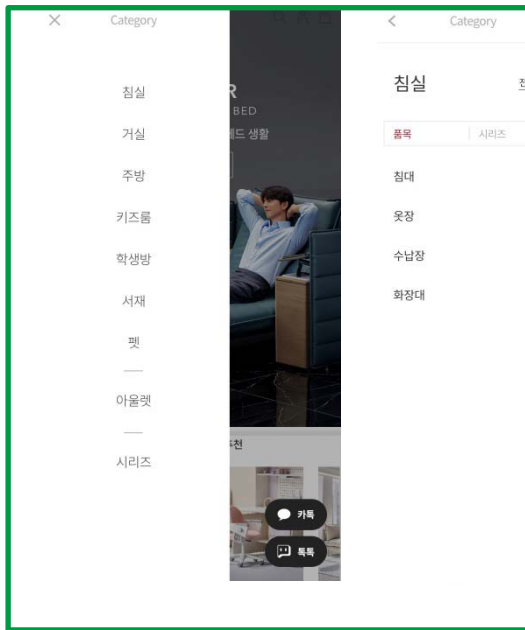 Category
침실
거실
주방
키즈룸
학생방
서재
펫
아울렛
시리즈
R
BED
드 생활
추천
카톡
톡톡
Category
침실
품목
시리즈
침대
옷장
수납장
화장대